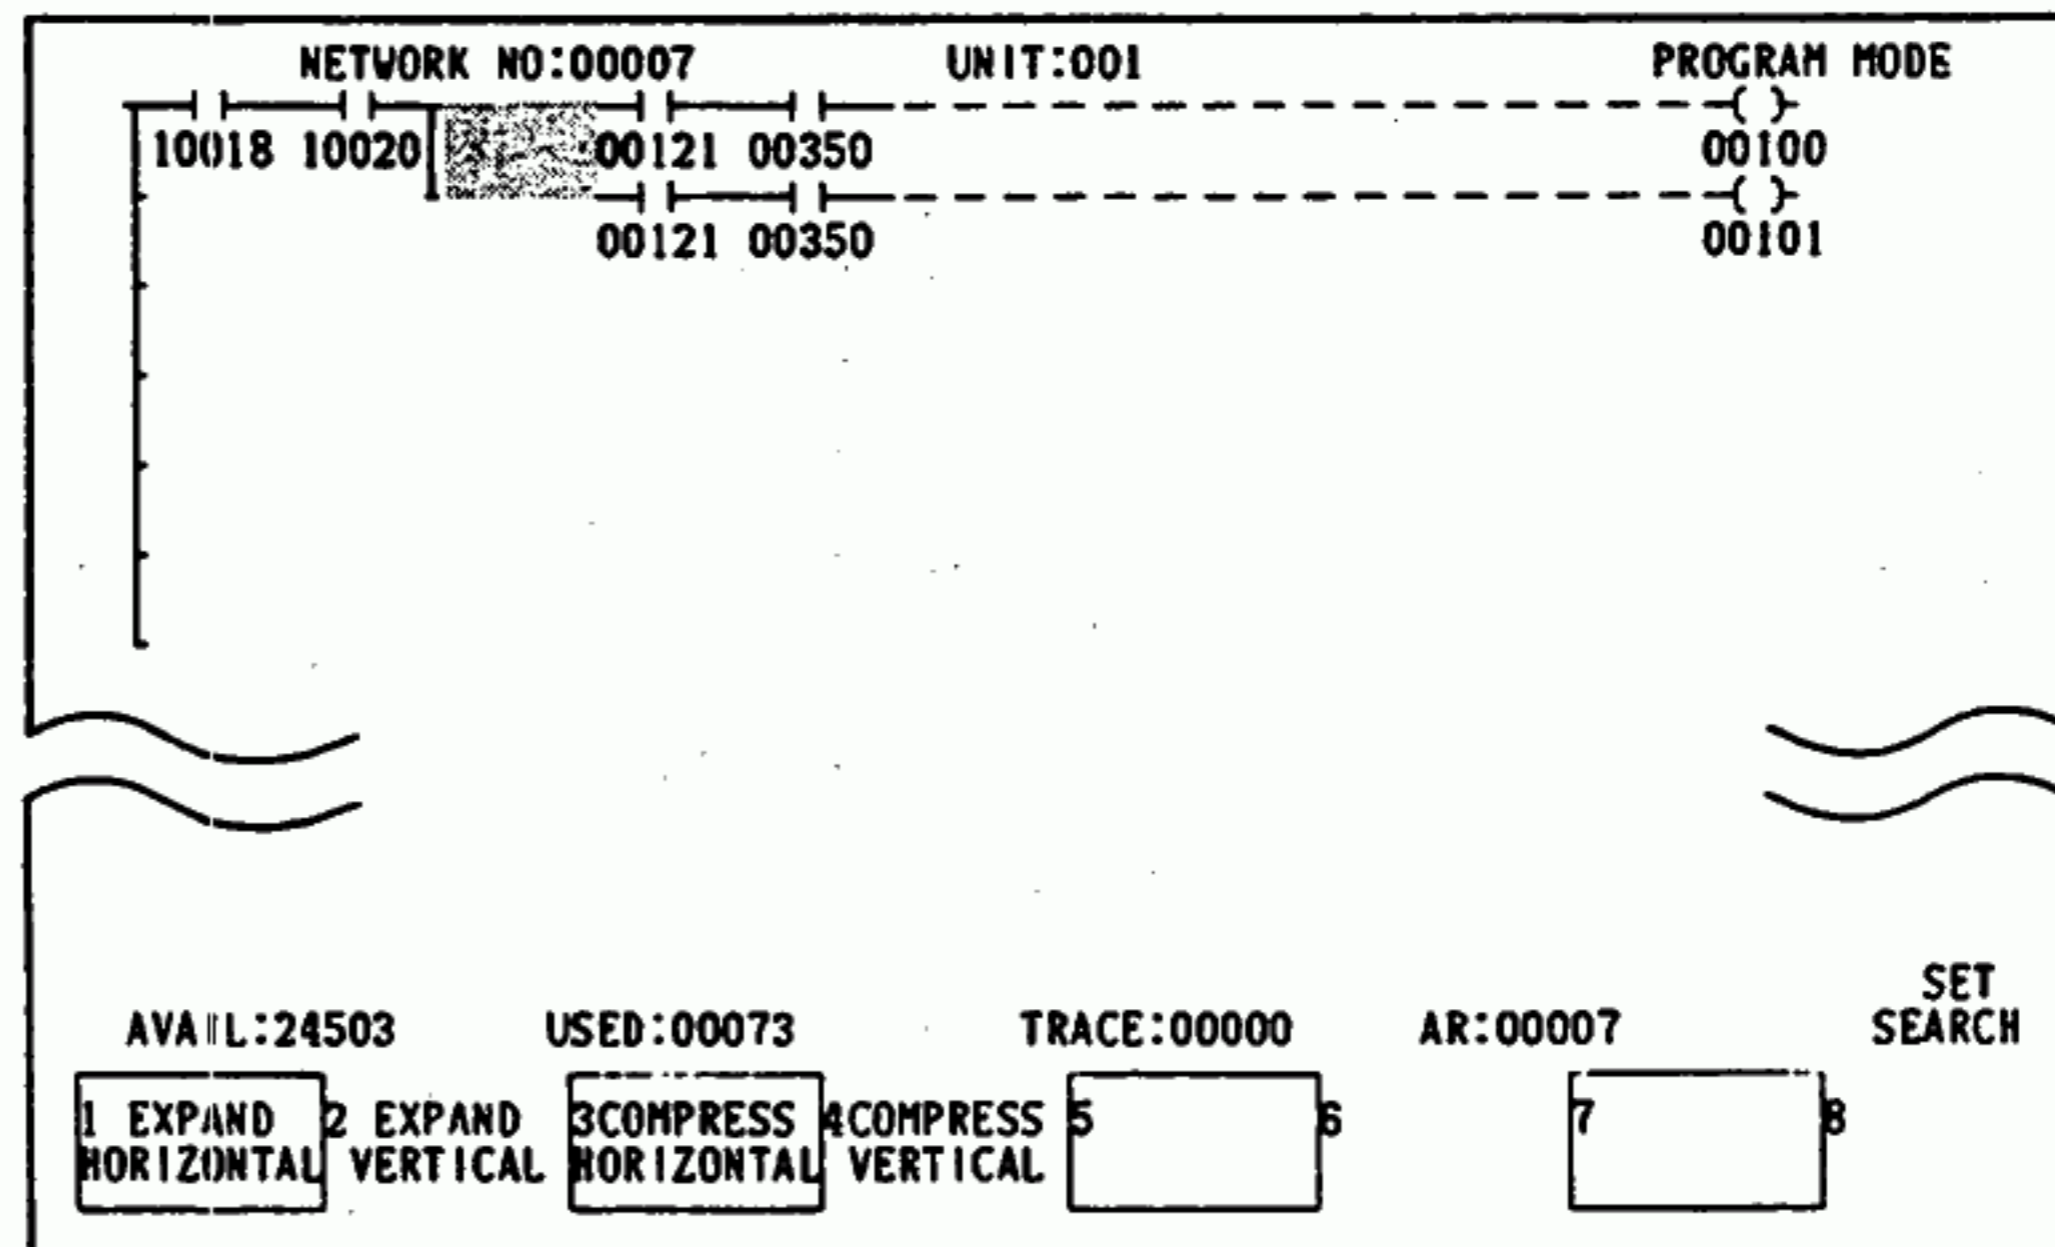 NETWORK NO:00007 UNIT:001 PROGRAM MODE
10018 10020 00121 00350 00100
00121 00350 00101
SET
AVAIL:24503 USED:00073 TRACE:00000 AR:00007 SEARCH
1 EXPAND 2 EXPAND 3COMPRESS 4COMPRESS 5 6 7 8
HORIZONTAL VERTICAL HORIZONTAL VERTICAL